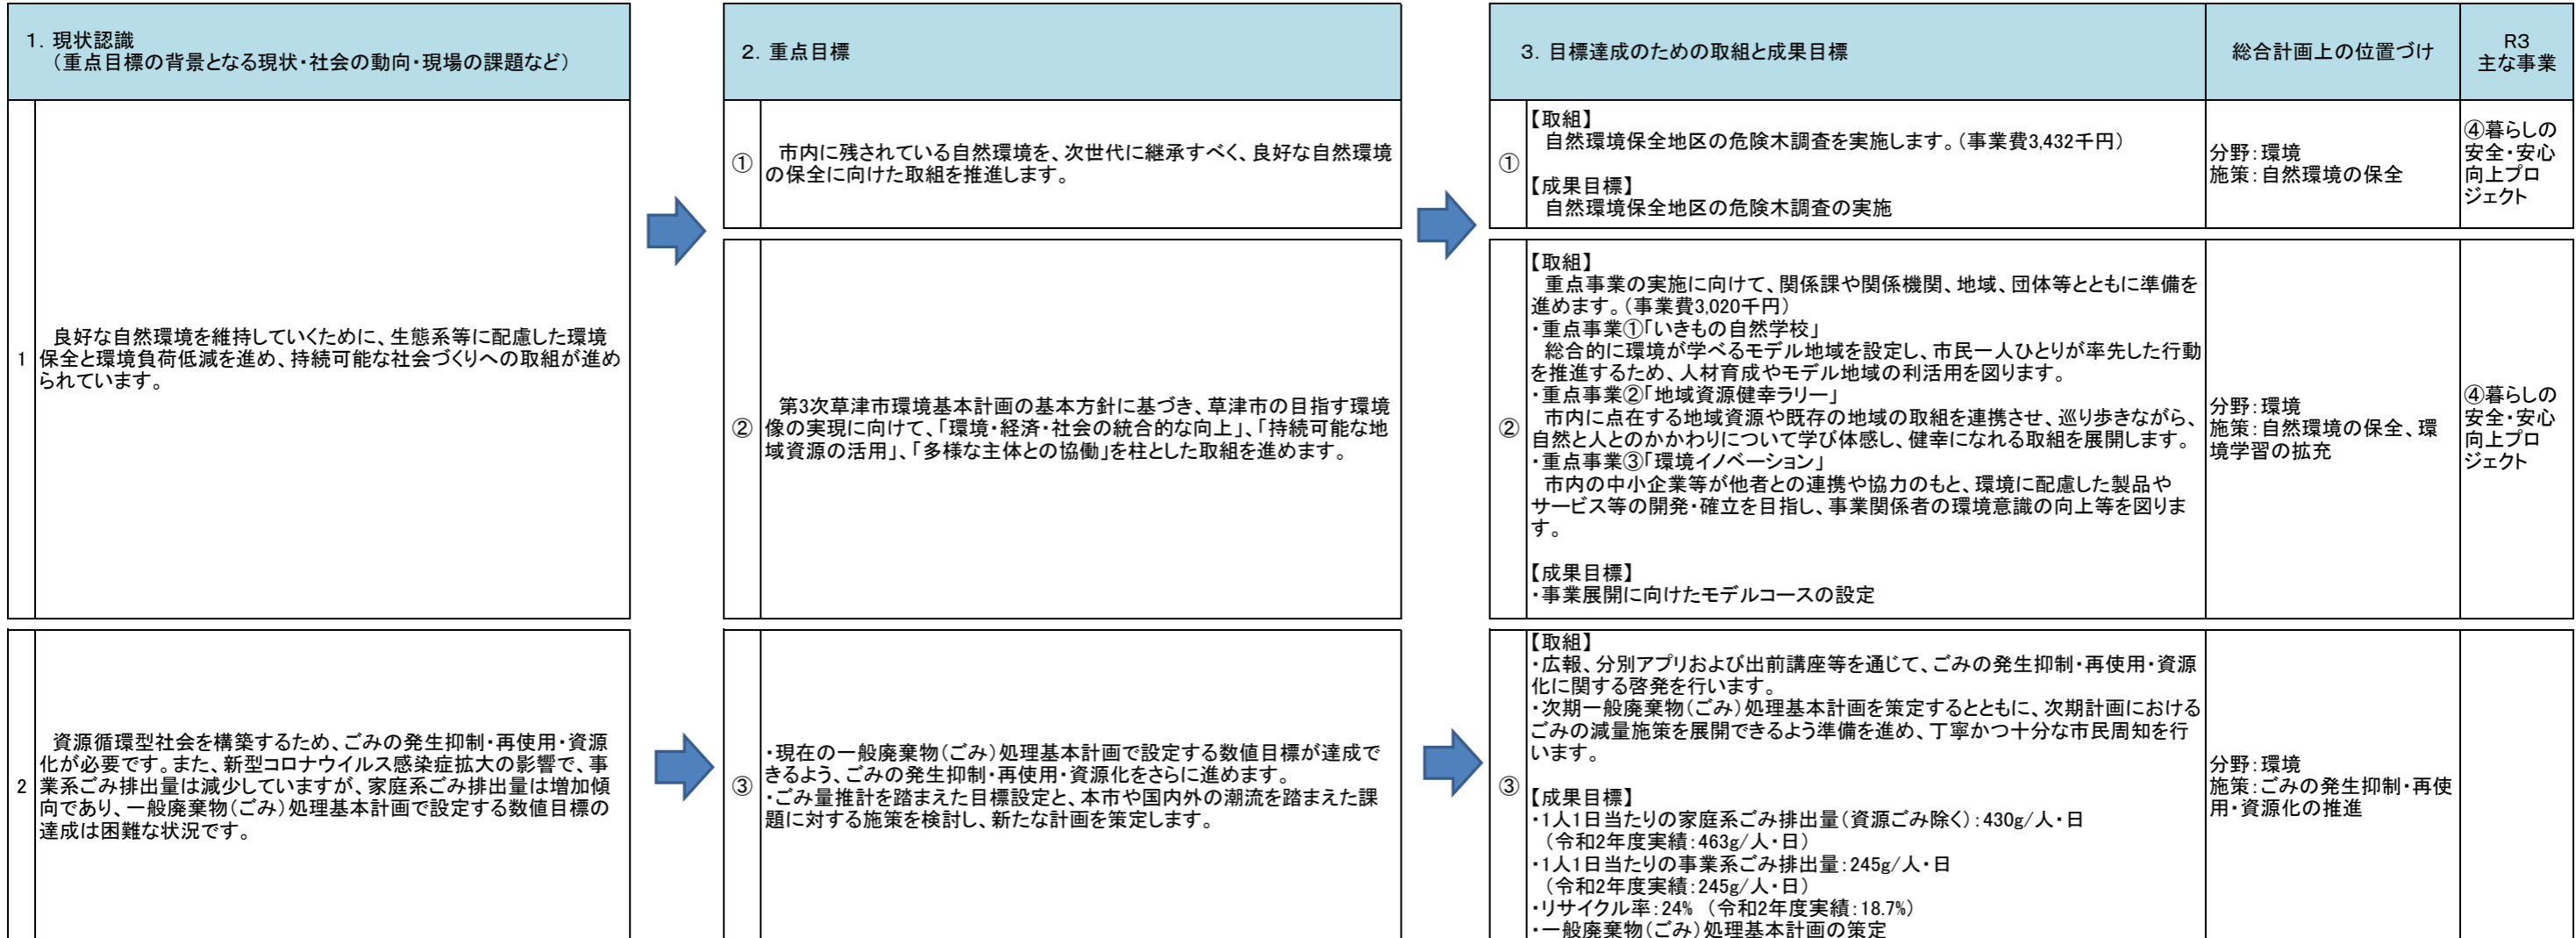 1．現状認識
（重点目標の背景となる現状・社会の動向・現場の課題など）
2．重点目標
3．目標達成のための取組と成果目標
総合計画上の位置づけ
R3
主な事業
1
良好な自然環境を維持していくために、生態系等に配慮した環境
保全と環境負荷低減を進め、持続可能な社会づくりへの取組が進め
られています。
①
市内に残されている自然環境を、次世代に継承すべく、良好な自然環境
の保全に向けた取組を推進します。
①
【取組】
自然環境保全地区の危険木調査を実施します。（事業費3,432千円）
【成果目標】
自然環境保全地区の危険木調査の実施
分野：環境
施策：自然環境の保全
④暮らしの
安全・安心
向上プロ
ジェクト
②
第3次草津市環境基本計画の基本方針に基づき、草津市の目指す環境
像の実現に向けて、「環境・経済・社会の統合的な向上」、「持続可能な地
域資源の活用」、「多様な主体との協働」を柱とした取組を進めます。
②
【取組】
重点事業の実施に向けて、関係課や関係機関、地域、団体等とともに準備を
進めます。（事業費3,020千円）
・重点事業①「いきもの自然学校」
総合的に環境が学べるモデル地域を設定し、市民一人ひとりが率先した行動
を推進するため、人材育成やモデル地域の利活用を図ります。
・重点事業②「地域資源健幸ラリー」
市内に点在する地域資源や既存の地域の取組を連携させ、巡り歩きながら、
自然と人とのかかわりについて学び体感し、健幸になれる取組を展開します。
・重点事業③「環境イノベーション」
市内の中小企業等が他者との連携や協力のもと、環境に配慮した製品や
サービス等の開発・確立を目指し、事業関係者の環境意識の向上等を図りま
す。
【成果目標】
・事業展開に向けたモデルコースの設定
分野：環境
施策：自然環境の保全、環
境学習の拡充
④暮らしの
安全・安心
向上プロ
ジェクト
2
資源循環型社会を構築するため、ごみの発生抑制・再使用・資源
化が必要です。また、新型コロナウイルス感染症拡大の影響で、事
業系ごみ排出量は減少していますが、家庭系ごみ排出量は増加傾
向であり、一般廃棄物（ごみ）処理基本計画で設定する数値目標の
達成は困難な状況です。
③
・現在の一般廃棄物（ごみ）処理基本計画で設定する数値目標が達成で
きるよう、ごみの発生抑制・再使用・資源化をさらに進めます。
・ごみ量推計を踏まえた目標設定と、本市や国内外の潮流を踏まえた課
題に対する施策を検討し、新たな計画を策定します。
③
【取組】
・広報、分別アプリおよび出前講座等を通じて、ごみの発生抑制・再使用・資源
化に関する啓発を行います。
・次期一般廃棄物（ごみ）処理基本計画を策定するとともに、次期計画における
ごみの減量施策を展開できるよう準備を進め、丁寧かつ十分な市民周知を行
います。
【成果目標】
・1人1日当たりの家庭系ごみ排出量（資源ごみ除く）：430g/人・日
（令和2年度実績：463g/人・日）
・1人1日当たりの事業系ごみ排出量：245g/人・日
（令和2年度実績：245g/人・日）
・リサイクル率：24% （令和2年度実績：18.7%）
・一般廃棄物（ごみ）処理基本計画の策定
分野：環境
施策：ごみの発生抑制・再使
用・資源化の推進